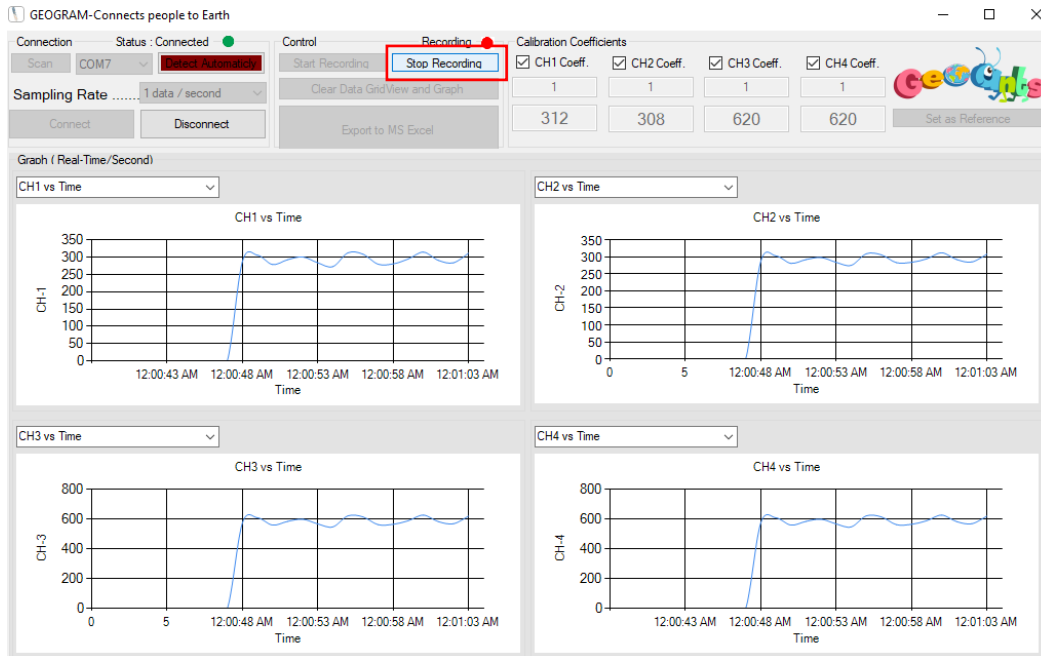 GEOGRAM-Connects people to Earth
Connection Status : Connected
Scan COM7 Detect Automaticly
Sampling Rate ....... 1 data / second
Connect Disconnect
Control Recording
Start Recording Stop Recording
Clear Data GridView and Graph
Export to MS Excel
Calibration Coefficients
CH1 Coeff. CH2 Coeff. CH3 Coeff. CH4 Coeff.
1 1 1 1
312 308 620 620
GeoAnts
Set as Reference
Graph ( Real-Time/Second)
CH1 vs Time
CH1 vs Time
350
300
250
200
150
100
50
0
CH-1
12:00:43 AM 12:00:48 AM 12:00:53 AM 12:00:58 AM 12:01:03 AM
Time
CH2 vs Time
CH2 vs Time
350
300
250
200
150
100
50
0
CH-2
0 5 12:00:48 AM 12:00:53 AM 12:00:58 AM 12:01:03 AM
Time
CH3 vs Time
CH3 vs Time
800
600
400
200
0
CH-3
0 5 12:00:48 AM 12:00:53 AM 12:00:58 AM 12:01:03 AM
Time
CH4 vs Time
CH4 vs Time
800
600
400
200
0
CH-4
12:00:43 AM 12:00:48 AM 12:00:53 AM 12:00:58 AM 12:01:03 AM
Time